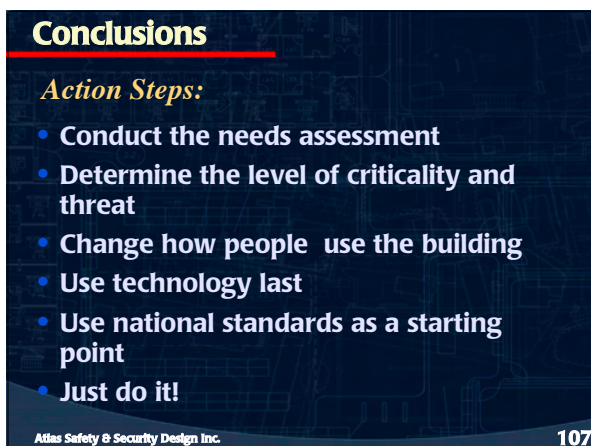 Conclusions
Action Steps:
• Conduct the needs assessment
• Determine the level of criticality and
threat
• Change how people  use the building
• Use technology last
• Use national standards as a starting
point
• Just do it!
Atlas Safety & Security Design Inc.
107